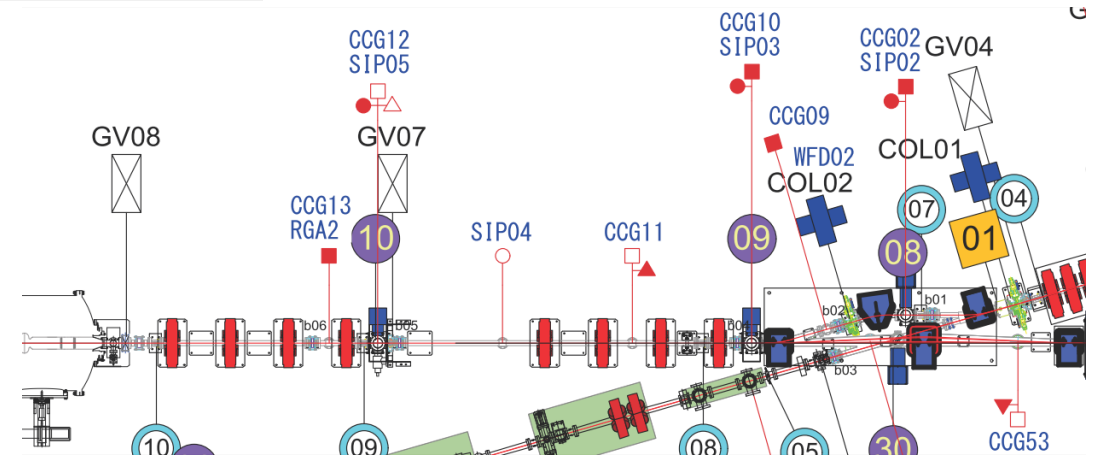 CCG12
SIP05
CCG10
SIP03
CCG02
SIP02
GV04
GV08
GV07
CCG09
WFD02
COL02
COL01
CCG13
RGA2
10
SIP04
CCG11
09
07
04
08
01
b06
b05
b02
b01
b03
10
09
08
05
30
CCG53